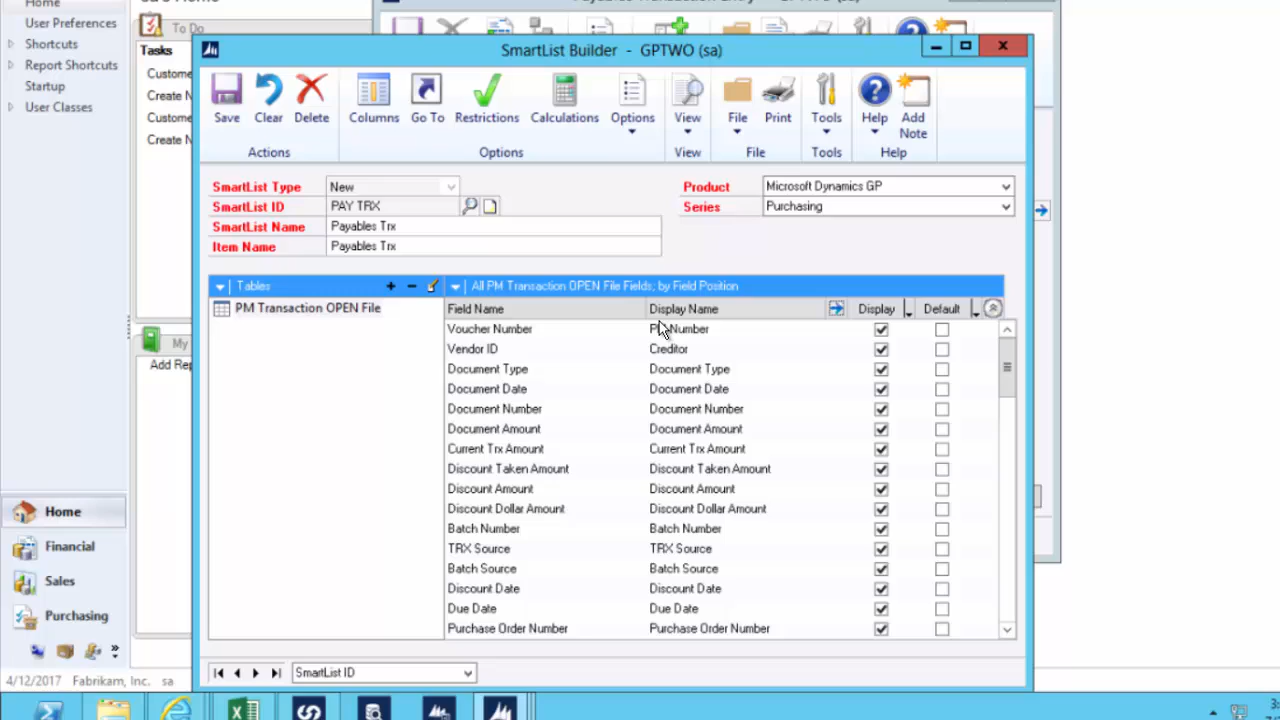 Home
User Preferences
Shortcuts
Report Shortcuts
Startup
User Classes
To Do
Tasks
Custome
Create N
Custome
Create N
My
Add Rep
SmartList Builder - GPTWO (sa)
Save Clear Delete Columns Go To Restrictions Calculations Options View File Print Tools Help Add Note
Actions Options View File Tools Help
SmartList Type New
SmartList ID PAY TRX
SmartList Name Payables Trx
Item Name Payables Trx
Product Microsoft Dynamics GP
Series Purchasing
Tables
PM Transaction OPEN File
All PM Transaction OPEN File Fields; by Field Position
Field Name Display Name Display Default
Voucher Number Number
Vendor ID Creditor
Document Type Document Type
Document Date Document Date
Document Number Document Number
Document Amount Document Amount
Current Trx Amount Current Trx Amount
Discount Taken Amount Discount Taken Amount
Discount Amount Discount Amount
Discount Dollar Amount Discount Dollar Amount
Batch Number Batch Number
TRX Source TRX Source
Batch Source Batch Source
Discount Date Discount Date
Due Date Due Date
Purchase Order Number Purchase Order Number
SmartList ID
Home
Financial
Sales
Purchasing
4/12/2017 Fabrikam, Inc. sa